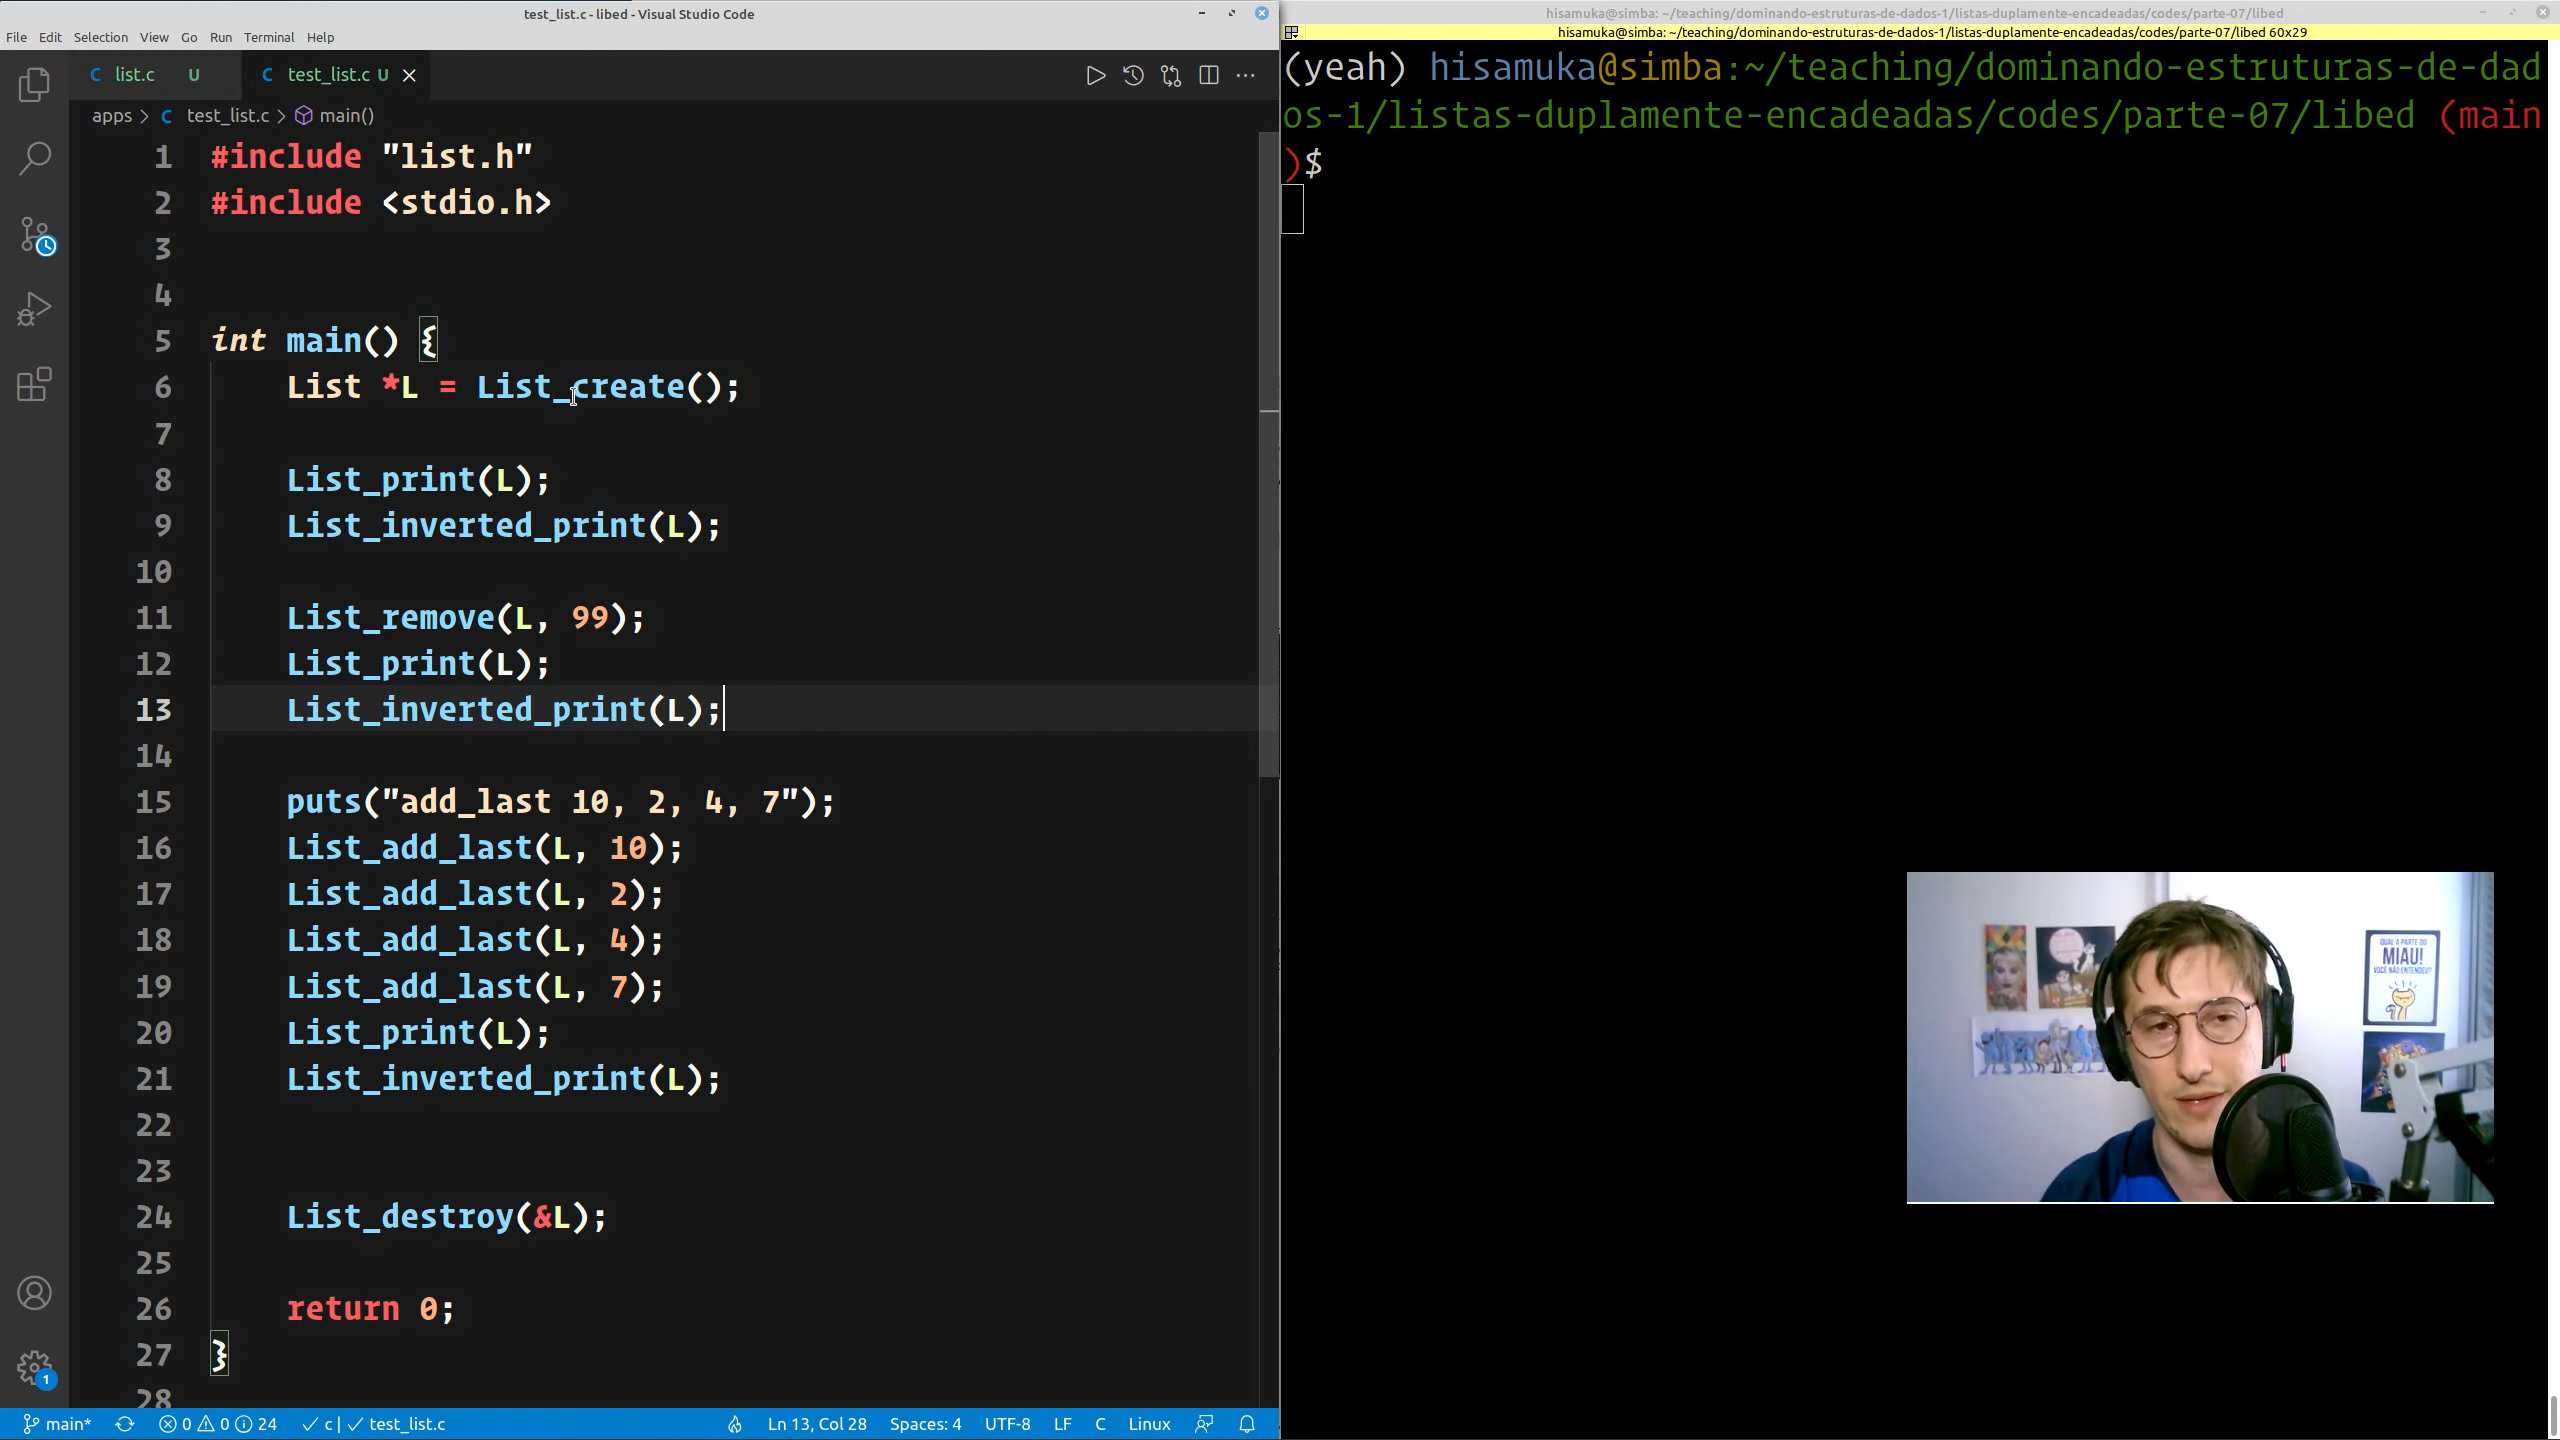 test_list.c - libed - Visual Studio Code
File Edit Selection View Go Run Terminal Help
list.c U test_list.c U
apps > test_list.c > main()
1 #include "list.h"
2 #include <stdio.h>
3
4
5 int main() {
6 List *L = List_create();
7
8 List_print(L);
9 List_inverted_print(L);
10
11 List_remove(L, 99);
12 List_print(L);
13 List_inverted_print(L);
14
15 puts("add_last 10, 2, 4, 7");
16 List_add_last(L, 10);
17 List_add_last(L, 2);
18 List_add_last(L, 4);
19 List_add_last(L, 7);
20 List_print(L);
21 List_inverted_print(L);
22
23
24 List_destroy(&L);
25
26 return 0;
27 }
28
1
main* 0 0 24 c | test_list.c Ln 13, Col 28 Spaces: 4 UTF-8 LF C Linux
hisamuka@simba: ~/teaching/dominando-estruturas-de-dados-1/listas-duplamente-encadeadas/codes/parte-07/libed
hisamuka@simba: ~/teaching/dominando-estruturas-de-dados-1/listas-duplamente-encadeadas/codes/parte-07/libed 60x29
(yeah) hisamuka@simba:~/teaching/dominando-estruturas-de-dad
os-1/listas-duplamente-encadeadas/codes/parte-07/libed (main
)$
QUAL A PARTE DO
MIAU!
VOCÊ NÃO ENTENDEU?